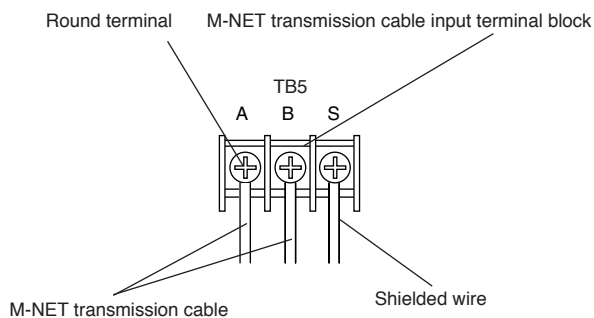 Round terminal
M-NET transmission cable input terminal block
TB5
A B S
M-NET transmission cable
Shielded wire